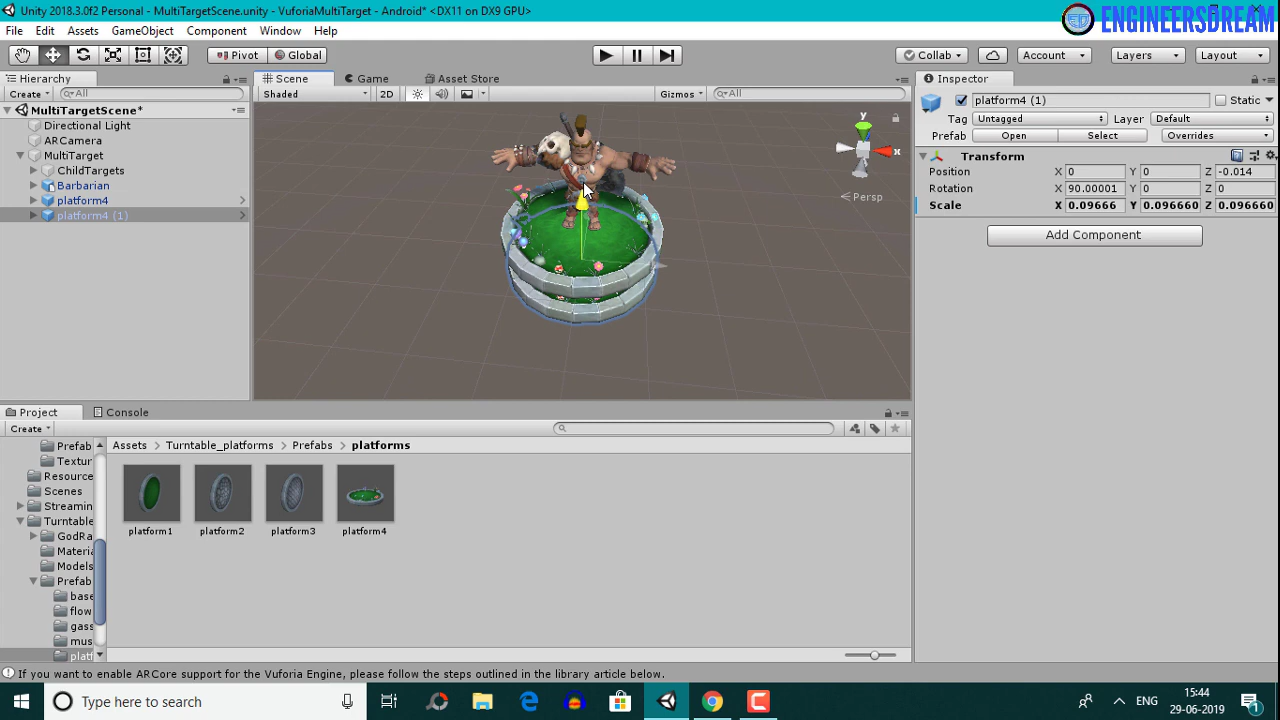 Unity 2018.3.0f2 Personal - MultiTargetScene.unity - VuforiaMultiTarget - Android* <DX11 on DX9 GPU>
ENGINEERSDREAM
File Edit Assets GameObject Component Window Help
Pivot Global Collab Account Layers Layout
Hierarchy
Create All
MultiTargetScene*
Directional Light
ARCamera
MultiTarget
ChildTargets
Barbarian
platform4
platform4 (1)
Scene Game Asset Store
Shaded 2D Gizmos All
y
x
Persp
Inspector
platform4 (1) Static
Tag Untagged Layer Default
Prefab Open Select Overrides
Transform
Position X 0 Y 0 Z -0.014
Rotation X 90.00001 Y 0 Z 0
Scale X 0.09666 Y 0.096660 Z 0.096660
Add Component
Project Console
Create
Prefab
Textur
Resource
Scenes
Streamin
Turntable
GodRa
Materia
Models
Prefab
base
flow
gass
mus
platf
Assets Turntable_platforms Prefabs platforms
platform1 platform2 platform3 platform4
If you want to enable ARCore support for the Vuforia Engine, please follow the steps outlined in the library article below.
Type here to search
ENG
15:44
29-06-2019
1